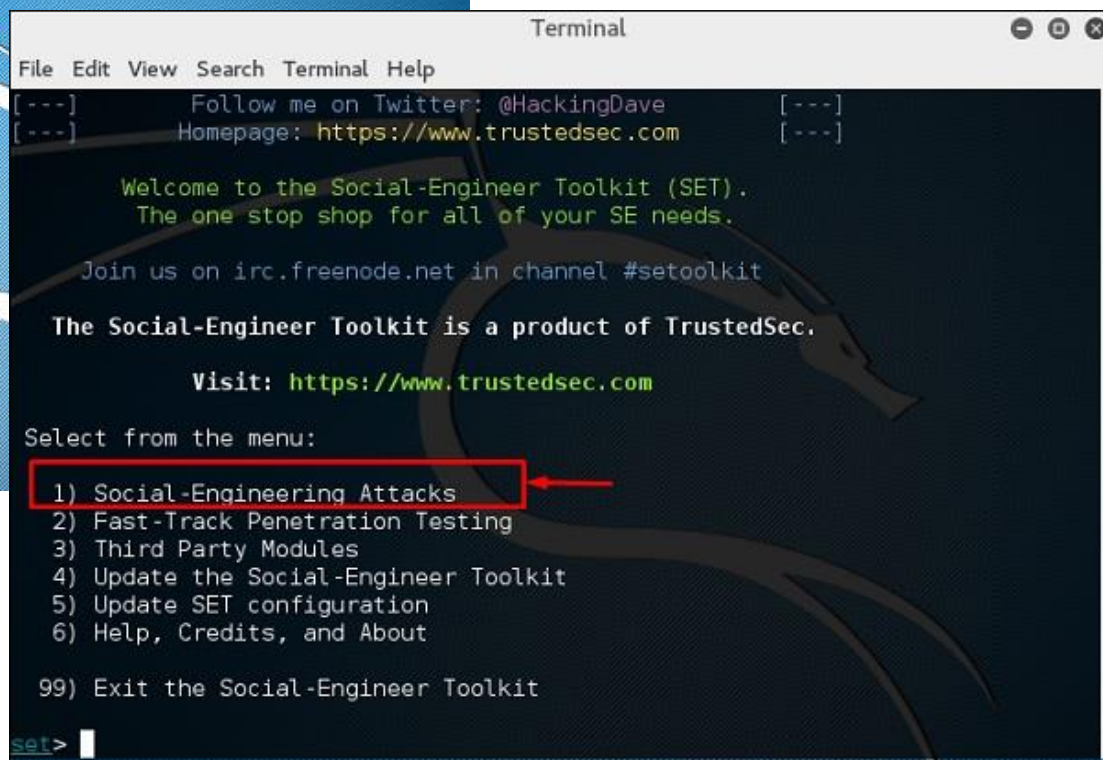 Terminal
File Edit View Search Terminal Help
[---] Follow me on Twitter: @HackingDave [---]
[---] Homepage: https://www.trustedsec.com [---]
Welcome to the Social-Engineer Toolkit (SET).
The one stop shop for all of your SE needs.
Join us on irc.freenode.net in channel #setoolkit
The Social-Engineer Toolkit is a product of TrustedSec.
Visit: https://www.trustedsec.com
Select from the menu:
1) Social-Engineering Attacks
2) Fast-Track Penetration Testing
3) Third Party Modules
4) Update the Social-Engineer Toolkit
5) Update SET configuration
6) Help, Credits, and About
99) Exit the Social-Engineer Toolkit
set>